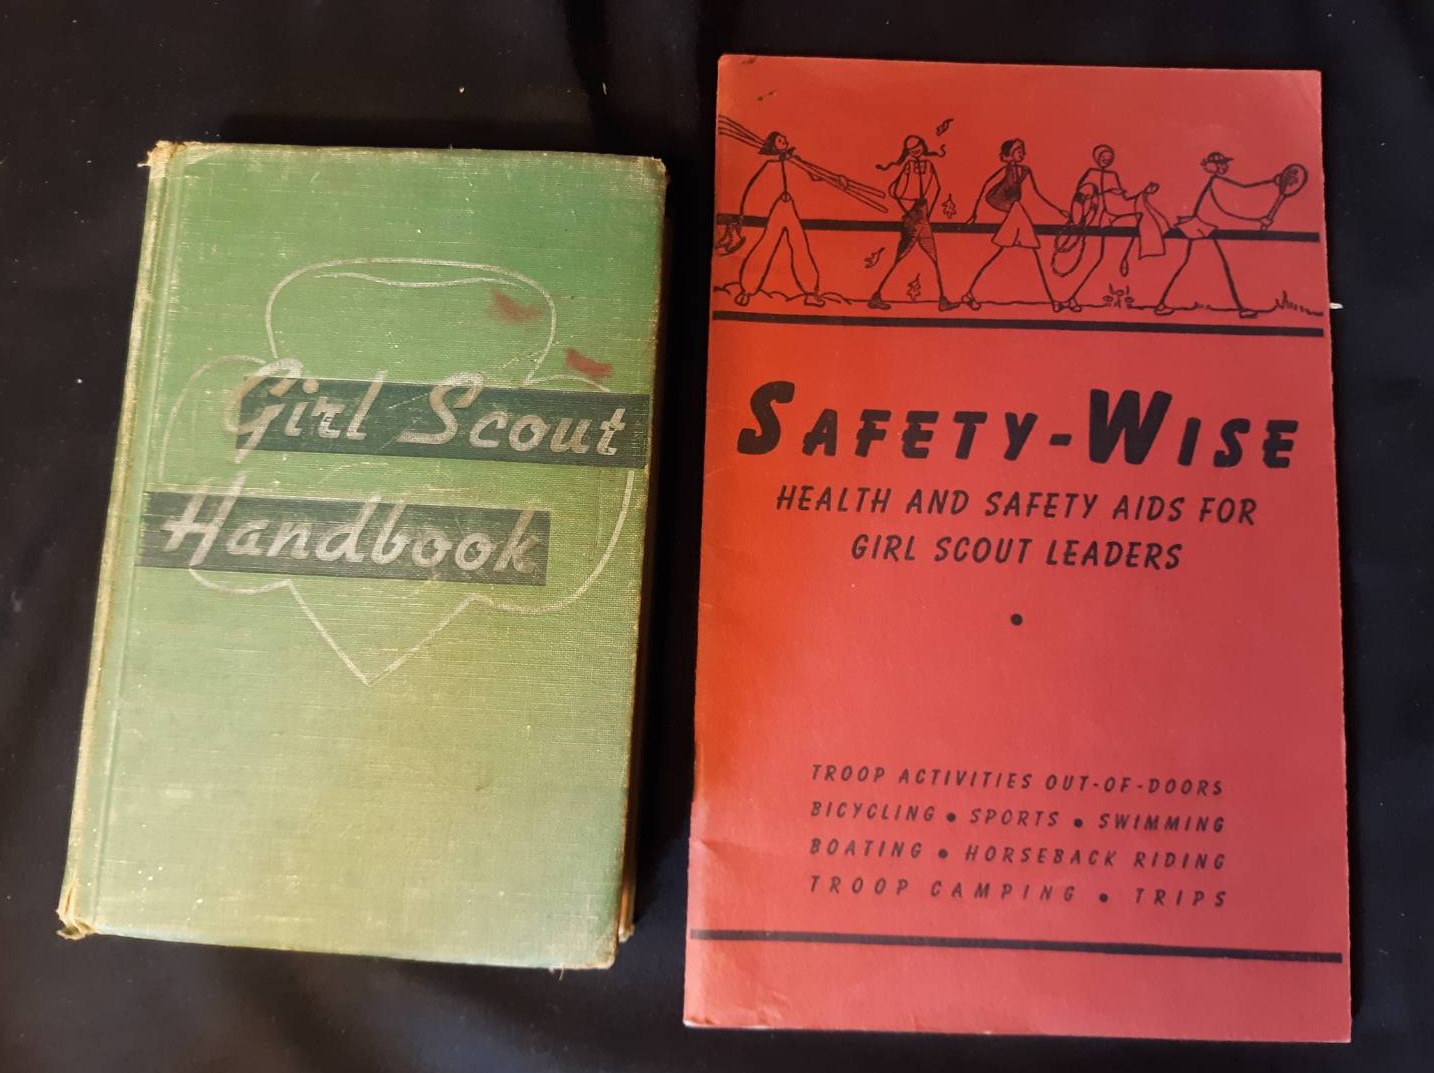 Girl Scout
Handbook
SAFETY-WISE
HEALTH AND SAFETY AIDS FOR
GIRL SCOUT LEADERS
•
TROOP ACTIVITIES OUT-OF-DOORS
BICYCLING • SPORTS • SWIMMING
BOATING • HORSEBACK RIDING
TROOP CAMPING • TRIPS